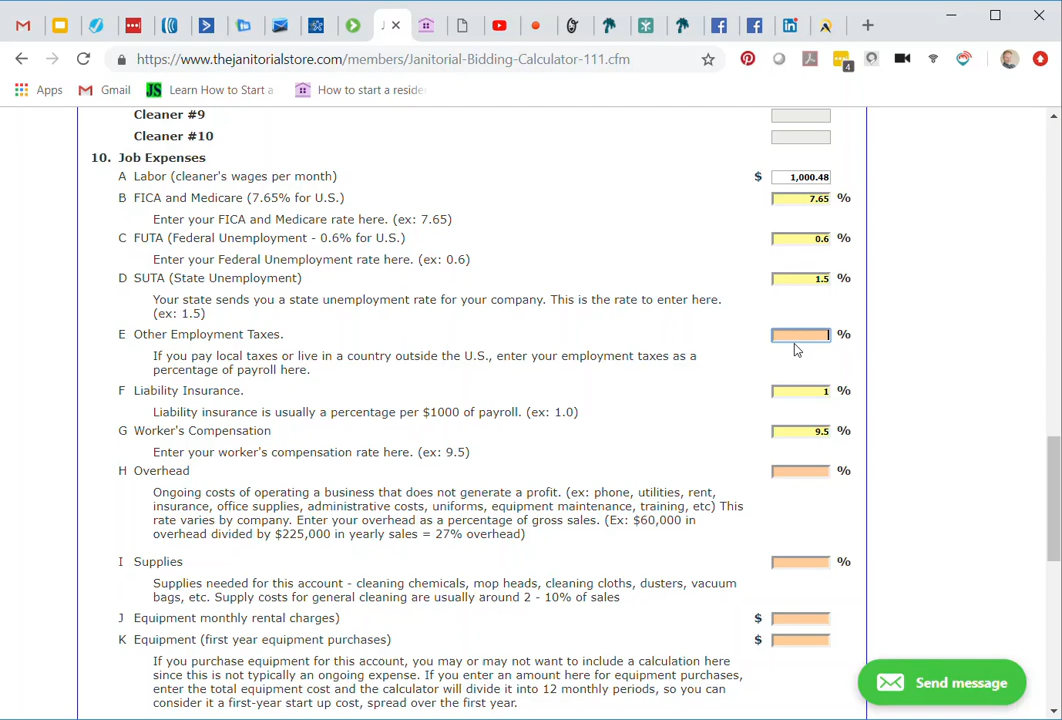 https://www.thejanitorialstore.com/members/Janitorial-Bidding-Calculator-111.cfm
4
Apps Gmail JS Learn How to Start a How to start a reside
Cleaner #9
Cleaner #10
10. Job Expenses
A Labor (cleaner's wages per month) $ 1,000.48
B FICA and Medicare (7.65% for U.S.) 7.65 %
Enter your FICA and Medicare rate here. (ex: 7.65)
C FUTA (Federal Unemployment - 0.6% for U.S.) 0.6 %
Enter your Federal Unemployment rate here. (ex: 0.6)
D SUTA (State Unemployment) 1.5 %
Your state sends you a state unemployment rate for your company. This is the rate to enter here.
(ex: 1.5)
E Other Employment Taxes. %
If you pay local taxes or live in a country outside the U.S., enter your employment taxes as a
percentage of payroll here.
F Liability Insurance. 1 %
Liability insurance is usually a percentage per $1000 of payroll. (ex: 1.0)
G Worker's Compensation 9.5 %
Enter your worker's compensation rate here. (ex: 9.5)
H Overhead %
Ongoing costs of operating a business that does not generate a profit. (ex: phone, utilities, rent,
insurance, office supplies, administrative costs, uniforms, equipment maintenance, training, etc) This
rate varies by company. Enter your overhead as a percentage of gross sales. (Ex: $60,000 in
overhead divided by $225,000 in yearly sales = 27% overhead)
I Supplies %
Supplies needed for this account - cleaning chemicals, mop heads, cleaning cloths, dusters, vacuum
bags, etc. Supply costs for general cleaning are usually around 2 - 10% of sales
J Equipment monthly rental charges) $
K Equipment (first year equipment purchases) $
If you purchase equipment for this account, you may or may not want to include a calculation here
since this is not typically an ongoing expense. If you enter an amount here for equipment purchases,
enter the total equipment cost and the calculator will divide it into 12 monthly periods, so you can
consider it a first-year start up cost, spread over the first year.
Send message